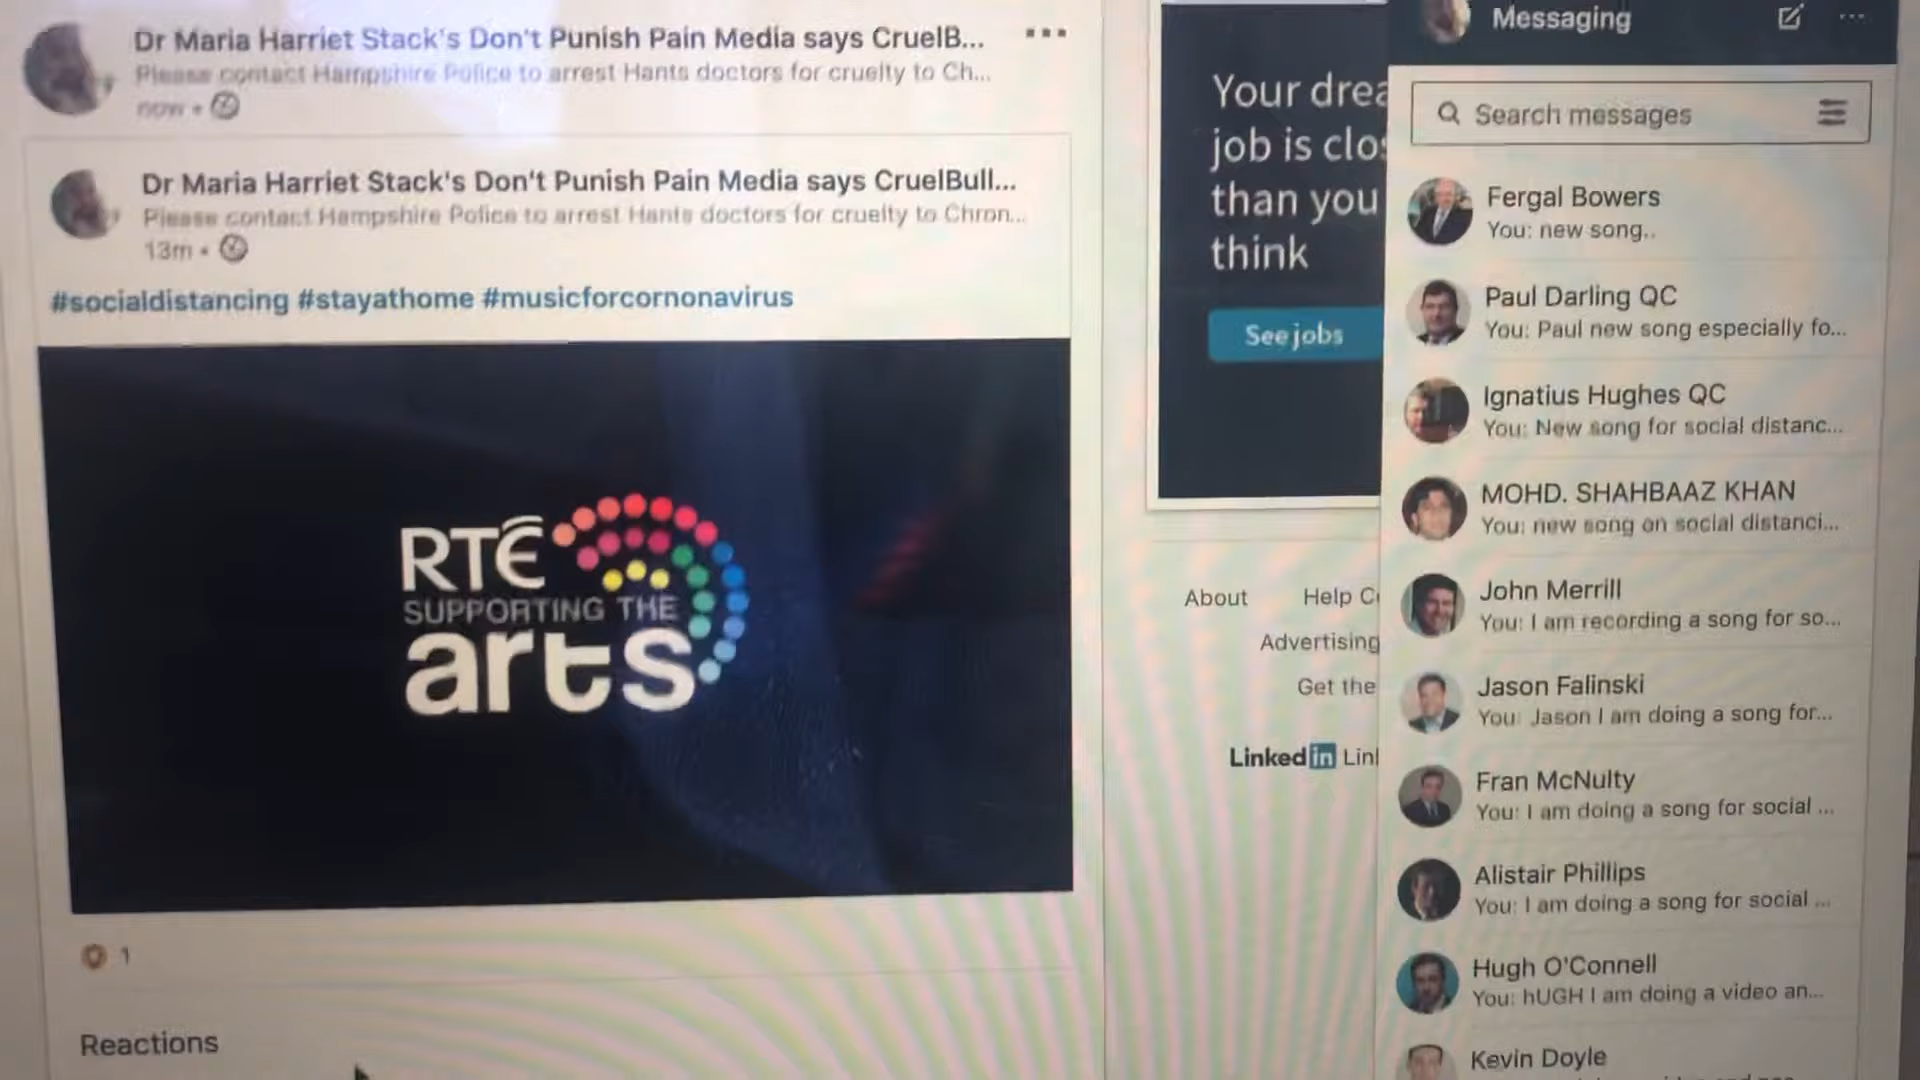 Dr Maria Harriet Stack's Don't Punish Pain Media says CruelB...
Please contact Hampshire Police to arrest Hants doctors for cruelty to Ch...
now •
Dr Maria Harriet Stack's Don't Punish Pain Media says CruelBull...
Please contact Hampshire Police to arrest Hants doctors for cruelty to Chron...
13m •
#socialdistancing #stayathome #musicforcornonavirus
RTÉ
SUPPORTING THE
arts
1
Reactions
Your drea
job is clos
than you
think
See jobs
About Help C
Advertising
Get the
Linkedin Linl
Messaging
Search messages
Fergal Bowers
You: new song..
Paul Darling QC
You: Paul new song especially fo...
Ignatius Hughes QC
You: New song for social distanc...
MOHD. SHAHBAAZ KHAN
You: new song on social distanci...
John Merrill
You: I am recording a song for so...
Jason Falinski
You: Jason I am doing a song for...
Fran McNulty
You: I am doing a song for social ...
Alistair Phillips
You: I am doing a song for social ...
Hugh O'Connell
You: hUGH I am doing a video an...
Kevin Doyle